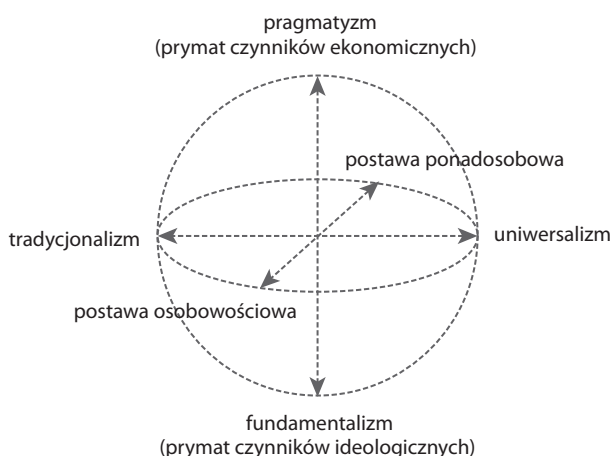 pragmatyzm
(prymat czynników ekonomicznych)
postawa ponadosobowa
tradycjonalizm
uniwersalizm
postawa osobowościowa
fundamentalizm
(prymat czynników ideologicznych)